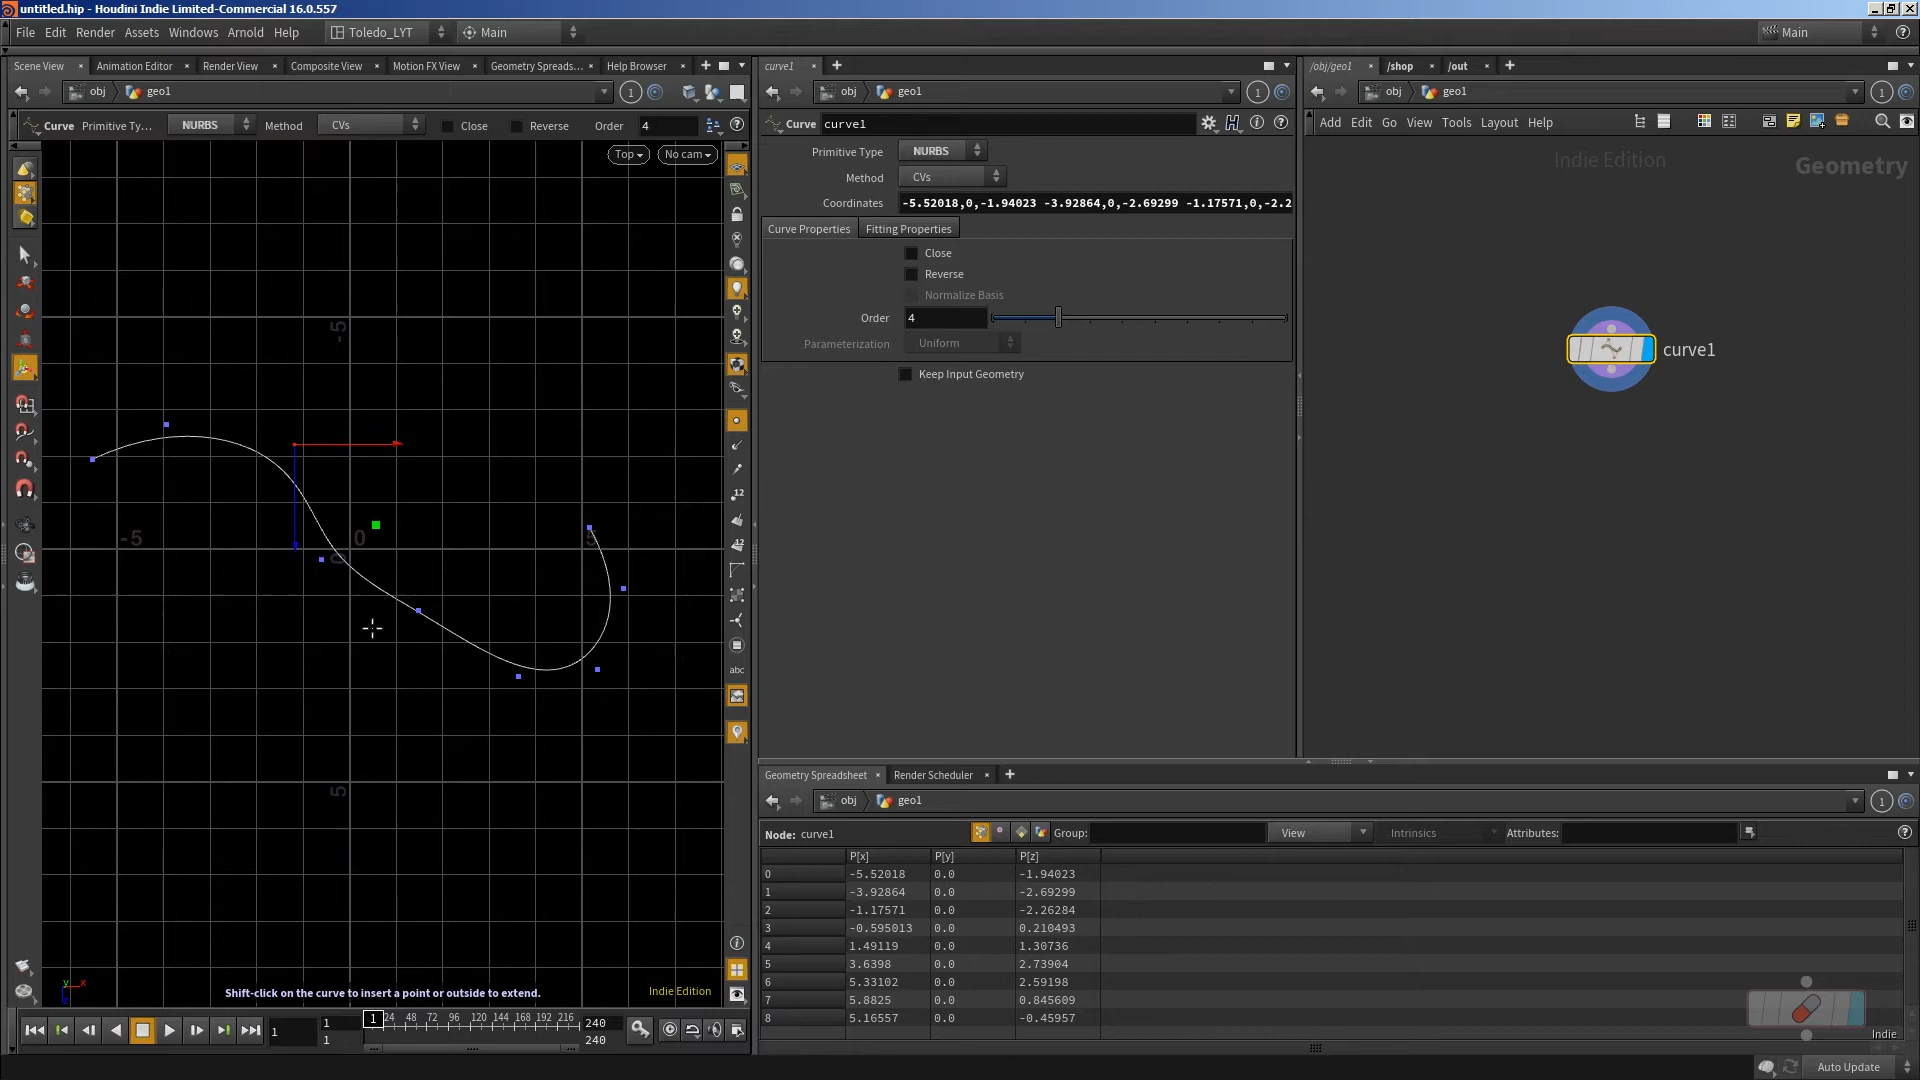 untitled.hip - Houdini Indie Limited-Commercial 16.0.557
File Edit Render Assets Windows Arnold Help Toledo_LYT Main Main
Scene View Animation Editor Render View Composite View Motion FX View Geometry Spreads... Help Browser
obj geo1 1
Curve Primitive Ty... NURBS Method CVs Close Reverse Order 4
Top No cam
-5
-5 0 5
0
5
12
12
abc
y x
z
Shift-click on the curve to insert a point or outside to extend.
Indie Edition
1 1 1 1 24 48 72 96 120 144 168 192 216 240 240
curve1
obj geo1 1
Curve curve1
Primitive Type NURBS
Method CVs
Coordinates -5.52018,0,-1.94023 -3.92864,0,-2.69299 -1.17571,0,-2.2
Curve Properties Fitting Properties
Close
Reverse
Normalize Basis
Order 4
Parameterization Uniform
Keep Input Geometry
/obj/geo1 /shop /out
obj geo1 1
Add Edit Go View Tools Layout Help
Indie Edition Geometry
curve1
Geometry Spreadsheet Render Scheduler
obj geo1 1
Node: curve1 Group: View Intrinsics Attributes:
P[x] P[y] P[z]
0 -5.52018 0.0 -1.94023
1 -3.92864 0.0 -2.69299
2 -1.17571 0.0 -2.26284
3 -0.595013 0.0 0.210493
4 1.49119 0.0 1.30736
5 3.6398 0.0 2.73904
6 5.33102 0.0 2.59198
7 5.8825 0.0 0.845609
8 5.16557 0.0 -0.45957
Indie
Auto Update